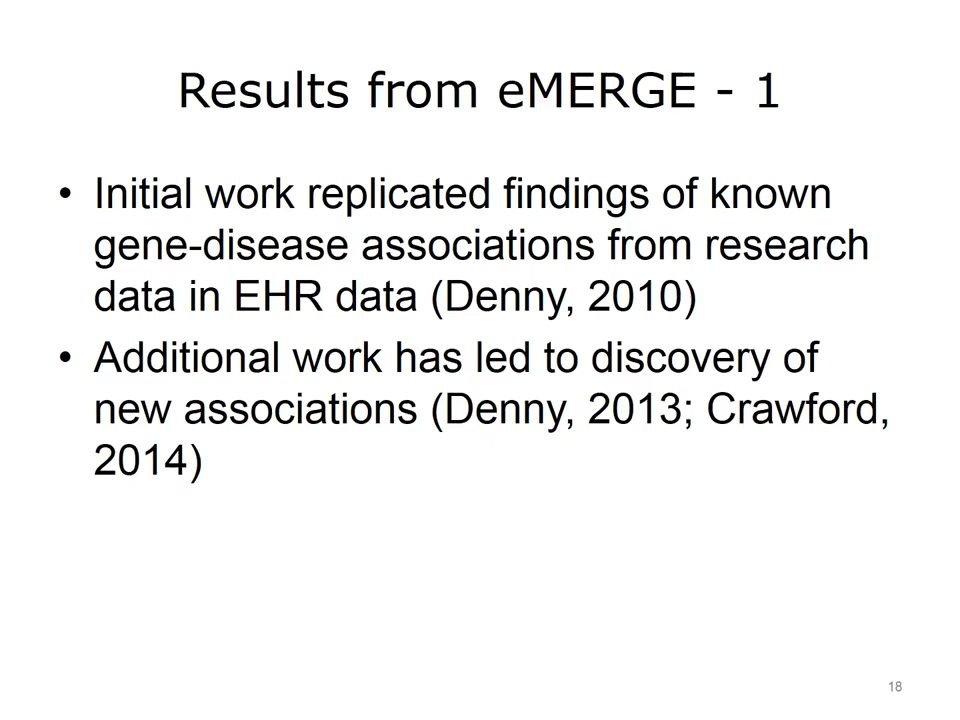 Results from eMERGE - 1
• Initial work replicated findings of known
gene-disease associations from research
data in EHR data (Denny, 2010)
• Additional work has led to discovery of
new associations (Denny, 2013; Crawford,
2014)
18